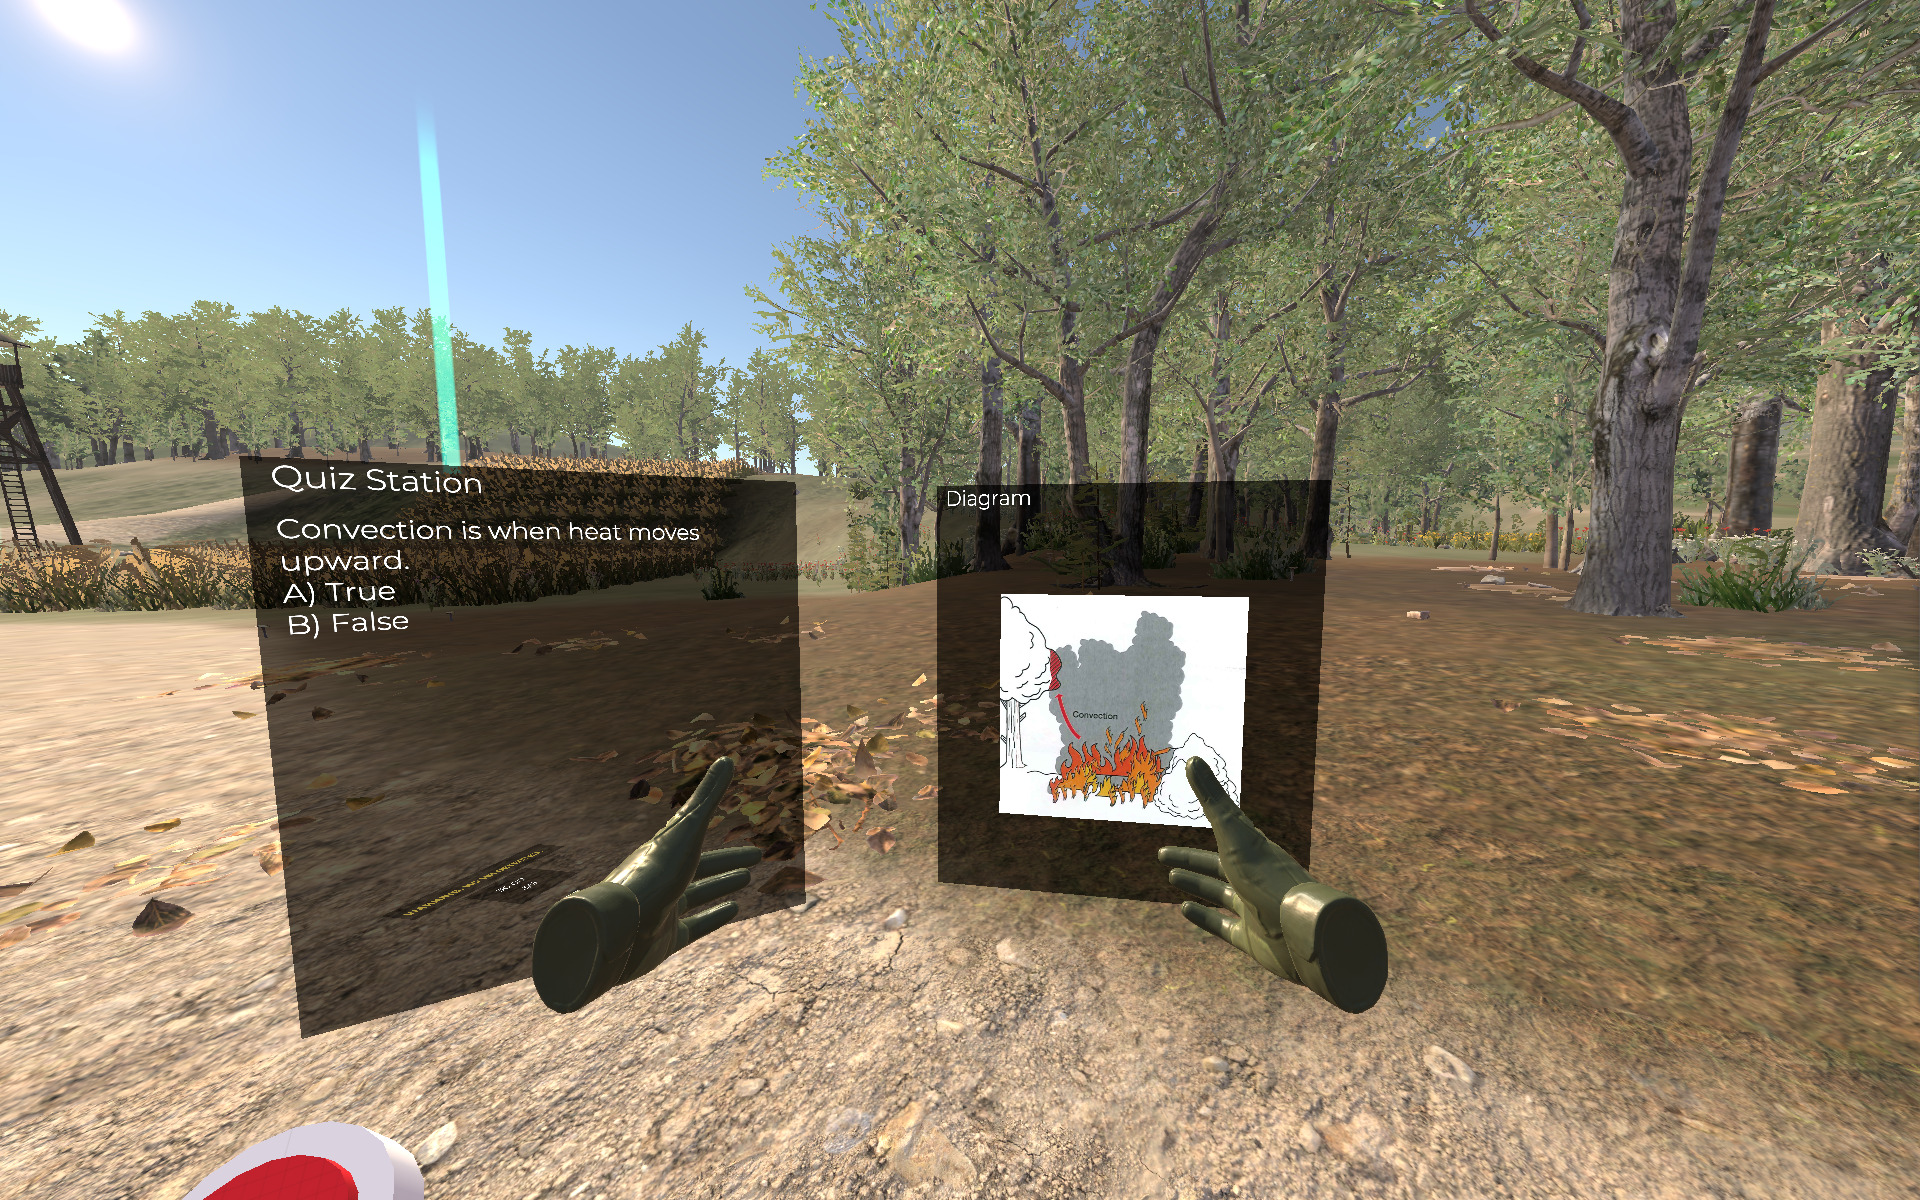 Quiz Station
Convection is when heat moves
upward.
A) True
B) False
Diagram
Convection